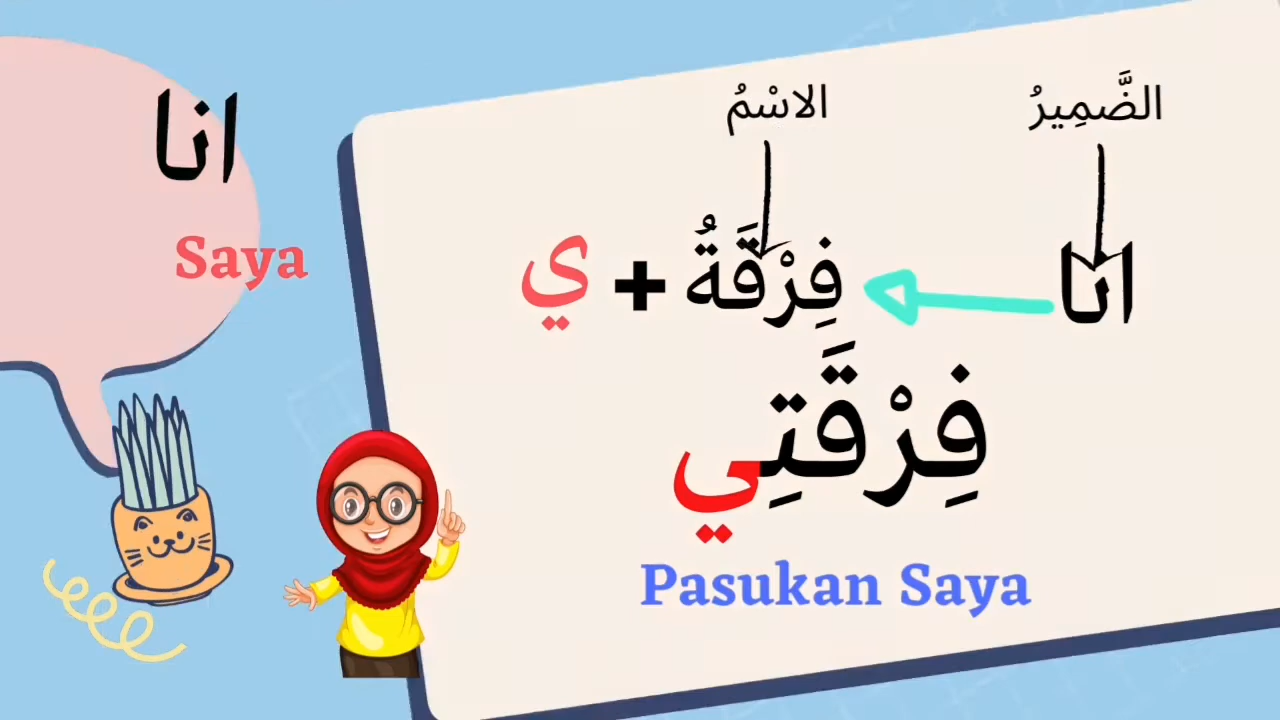 انا
Saya
الضَّمِيرُ
الاسْمُ
انا فِرْقَةُ + ي
فِرْقَتِي
Pasukan Saya